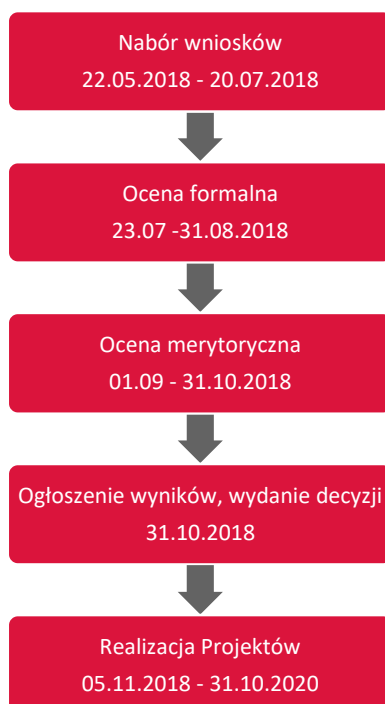 Nabór wniosków
22.05.2018 - 20.07.2018
Ocena formalna
23.07 -31.08.2018
Ocena merytoryczna
01.09 - 31.10.2018
Ogłoszenie wyników, wydanie decyzji
31.10.2018
Realizacja Projektów
05.11.2018 - 31.10.2020